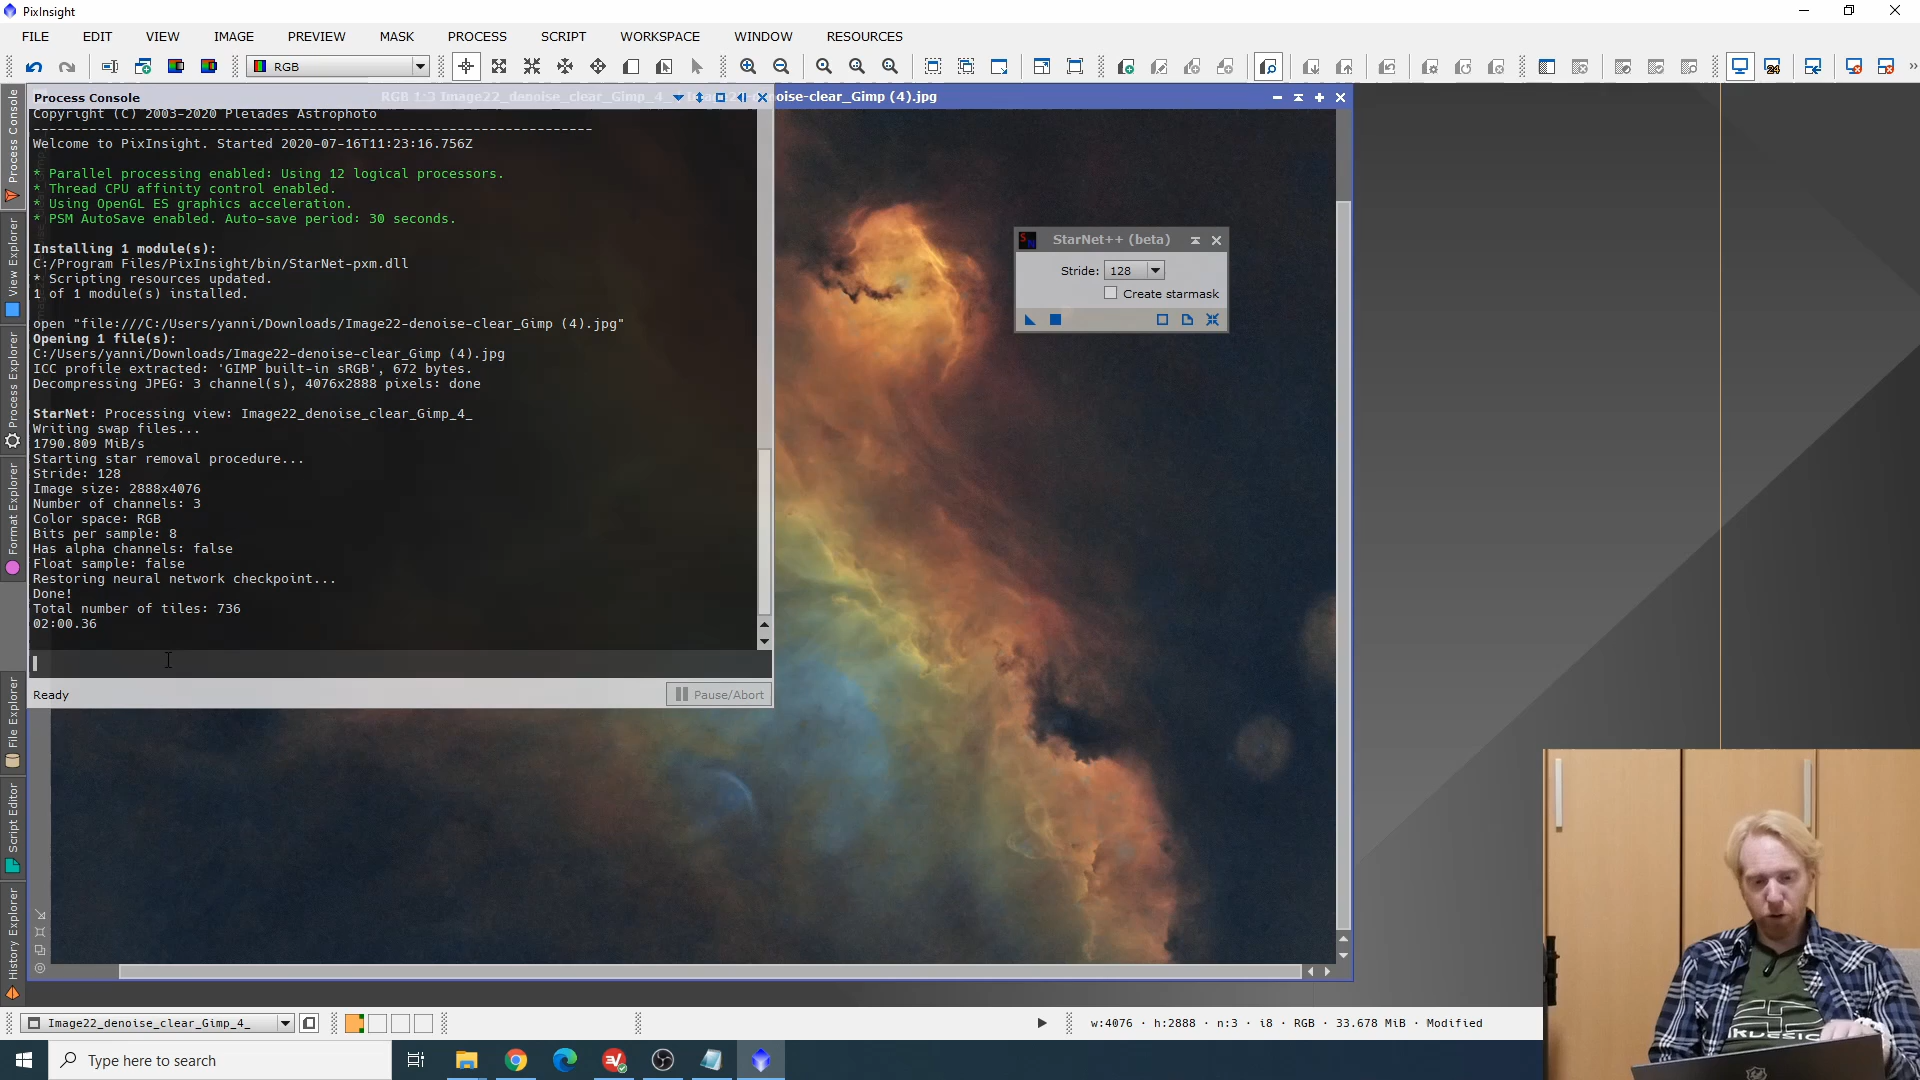 PixInsight
FILE EDIT VIEW IMAGE PREVIEW MASK PROCESS SCRIPT WORKSPACE WINDOW RESOURCES
RGB
24
Process Console
RGB 1:3 Image22_denoise_clear_Gimp_4_
oise-clear_Gimp (4).jpg
Copyright (C) 2003-2020 Pleiades Astrophoto
----------------------------------------------------------------------
Welcome to PixInsight. Started 2020-07-16T11:23:16.756Z
* Parallel processing enabled: Using 12 logical processors.
* Thread CPU affinity control enabled.
* Using OpenGL ES graphics acceleration.
* PSM AutoSave enabled. Auto-save period: 30 seconds.
Installing 1 module(s):
C:/Program Files/PixInsight/bin/StarNet-pxm.dll
* Scripting resources updated.
1 of 1 module(s) installed.
open "file:///C:/Users/yanni/Downloads/Image22-denoise-clear_Gimp (4).jpg"
Opening 1 file(s):
C:/Users/yanni/Downloads/Image22-denoise-clear_Gimp (4).jpg
ICC profile extracted: 'GIMP built-in sRGB', 672 bytes.
Decompressing JPEG: 3 channel(s), 4076x2888 pixels: done
StarNet: Processing view: Image22_denoise_clear_Gimp_4_
Writing swap files...
1790.809 MiB/s
Starting star removal procedure...
Stride: 128
Image size: 2888x4076
Number of channels: 3
Color space: RGB
Bits per sample: 8
Has alpha channels: false
Float sample: false
Restoring neural network checkpoint...
Done!
Total number of tiles: 736
02:00.36
Ready
Pause/Abort
StarNet++ (beta)
Stride: 128
Create starmask
Process Console
View Explorer
Process Explorer
Format Explorer
File Explorer
Script Editor
History Explorer
Image22_denoise_clear_Gimp_4_
w:4076 · h:2888 · n:3 · i8 · RGB · 33.678 MiB · Modified
Type here to search